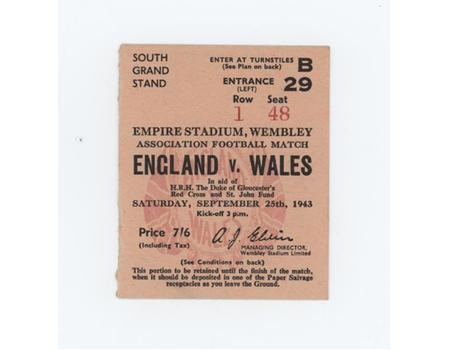 SOUTH GRAND STAND
ENTER AT TURNSTILES
(See Plan on back)
B
ENTRANCE
(LEFT)
29
Row Seat
1 48
EMPIRE STADIUM, WEMBLEY
ASSOCIATION FOOTBALL MATCH
ENGLAND v. WALES
In aid of
H.R.H. The Duke of Gloucester's
Red Cross and St. John Fund
SATURDAY, SEPTEMBER 25th, 1943
Kick-off 3 p.m.
Price 7/6
(Including Tax)
A. J. Elvin
MANAGING DIRECTOR,
Wembley Stadium Limited
(See Conditions on back)
This portion to be retained until the finish of the match,
when it should be deposited in one of the Paper Salvage
receptacles as you leave the Ground.
WALES